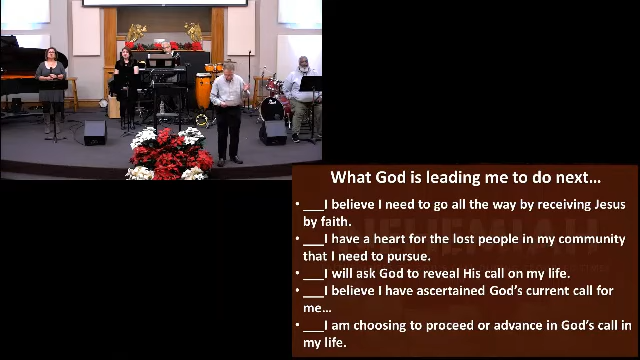 What God is leading me to do next…
• ___I believe I need to go all the way by receiving Jesus
by faith.
• ___I have a heart for the lost people in my community
that I need to pursue.
• ___I will ask God to reveal His call on my life.
• ___I believe I have ascertained God's current call for
me…
• ___I am choosing to proceed or advance in God's call in
my life.
NEHEMIAH